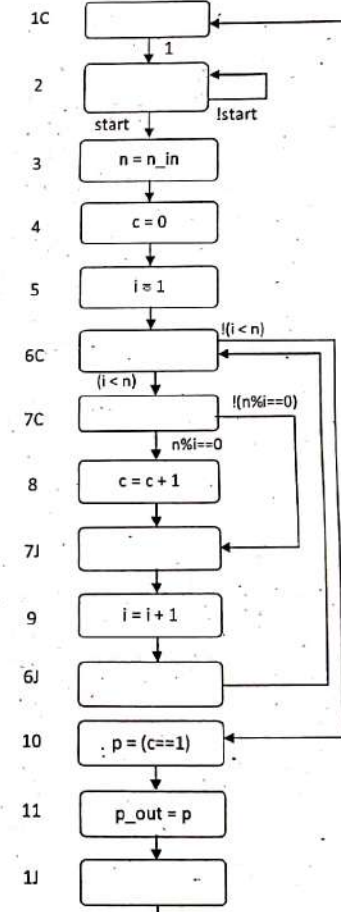 1C
1
2
!start
start
3
n = n_in
4
c = 0
5
i = 1
!(i < n)
6C
(i < n)
!(n%i==0)
7C
n%i==0
8
c = c + 1
7J
9
i = i + 1
6J
10
p = (c==1)
11
p_out = p
1J